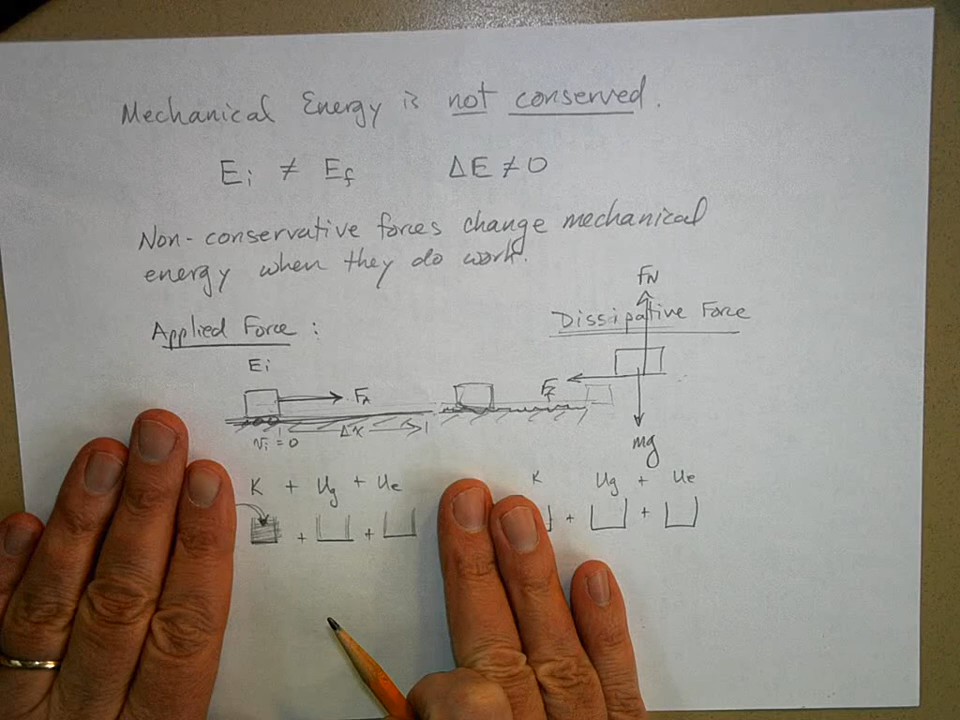 Mechanical Energy is not conserved.
Ei ≠ Ef ΔE ≠ 0
Non-conservative forces change mechanical
energy when they do work.
FN
Applied Force : Dissipative Force
Ei
FA
vi = 0 Δx
mg
K + Ug + Ue K Ug + Ue
+ + + +